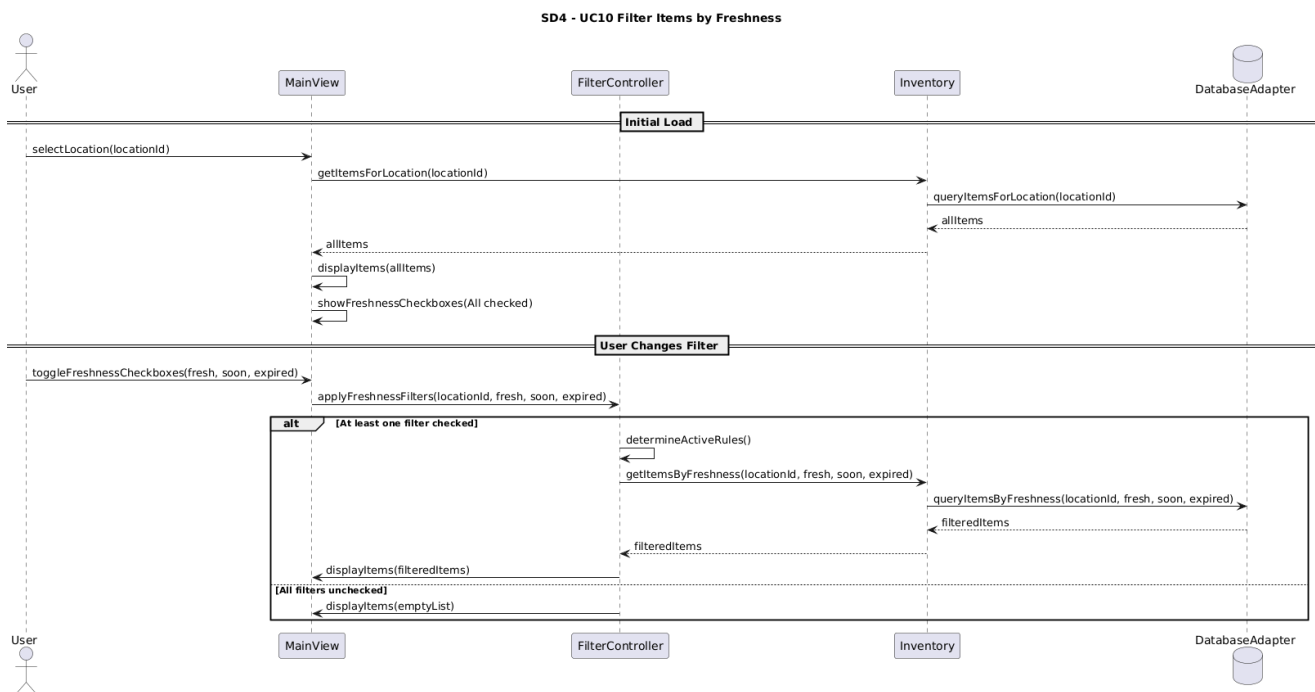 SD4 - UC10 Filter Items by Freshness
User
MainView
FilterController
Inventory
DatabaseAdapter
Initial Load
selectLocation(locationId)
getItemsForLocation(locationId)
queryItemsForLocation(locationId)
allItems
allItems
displayItems(allItems)
showFreshnessCheckboxes(All checked)
User Changes Filter
toggleFreshnessCheckboxes(fresh, soon, expired)
applyFreshnessFilters(locationId, fresh, soon, expired)
alt [At least one filter checked]
determineActiveRules()
getItemsByFreshness(locationId, fresh, soon, expired)
queryItemsByFreshness(locationId, fresh, soon, expired)
filteredItems
filteredItems
displayItems(filteredItems)
[All filters unchecked]
displayItems(emptyList)
User
MainView
FilterController
Inventory
DatabaseAdapter